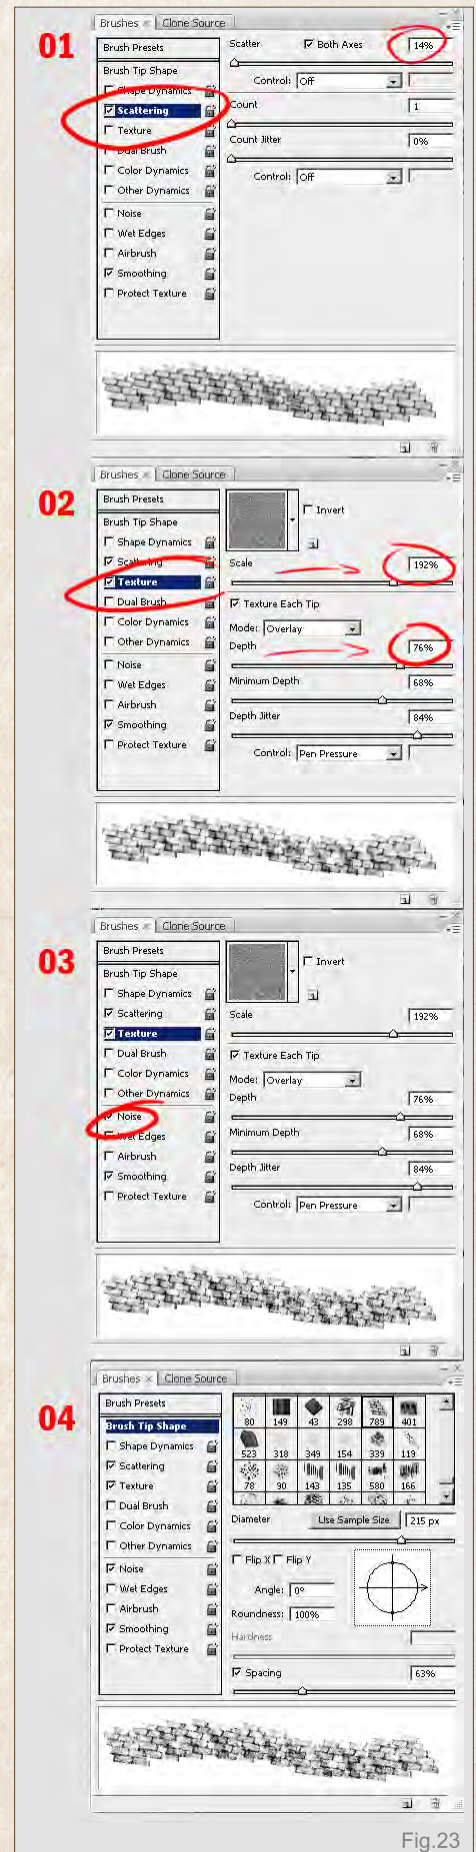 01
Brushes × Clone Source
Brush Presets
Scatter Both Axes 14%
Brush Tip Shape
Control: Off
Shape Dynamics
Scattering
Count 1
Texture
Count Jitter 0%
Dual Brush
Color Dynamics
Control: Off
Other Dynamics
Noise
Wet Edges
Airbrush
Smoothing
Protect Texture
02
Brushes × Clone Source
Brush Presets
Invert
Brush Tip Shape
Shape Dynamics
Scattering
Scale 192%
Texture
Dual Brush
Texture Each Tip
Color Dynamics
Mode: Overlay
Other Dynamics
Depth 76%
Noise
Minimum Depth 68%
Wet Edges
Airbrush
Depth Jitter 84%
Smoothing
Protect Texture
Control: Pen Pressure
03
Brushes × Clone Source
Brush Presets
Invert
Brush Tip Shape
Shape Dynamics
Scattering
Scale 192%
Texture
Dual Brush
Texture Each Tip
Color Dynamics
Mode: Overlay
Other Dynamics
Depth 76%
Noise
Minimum Depth 68%
Wet Edges
Airbrush
Depth Jitter 84%
Smoothing
Protect Texture
Control: Pen Pressure
04
Brushes × Clone Source
Brush Presets
80 149 43 298 789 401
Brush Tip Shape
Shape Dynamics
523 318 349 154 339 119
Scattering
Texture
78 90 143 135 580 166
Dual Brush
Diameter Use Sample Size 215 px
Color Dynamics
Other Dynamics
Flip X Flip Y
Noise
Wet Edges
Angle: 0º
Airbrush
Roundness: 100%
Smoothing
Hardness
Protect Texture
Spacing 63%
Fig.23